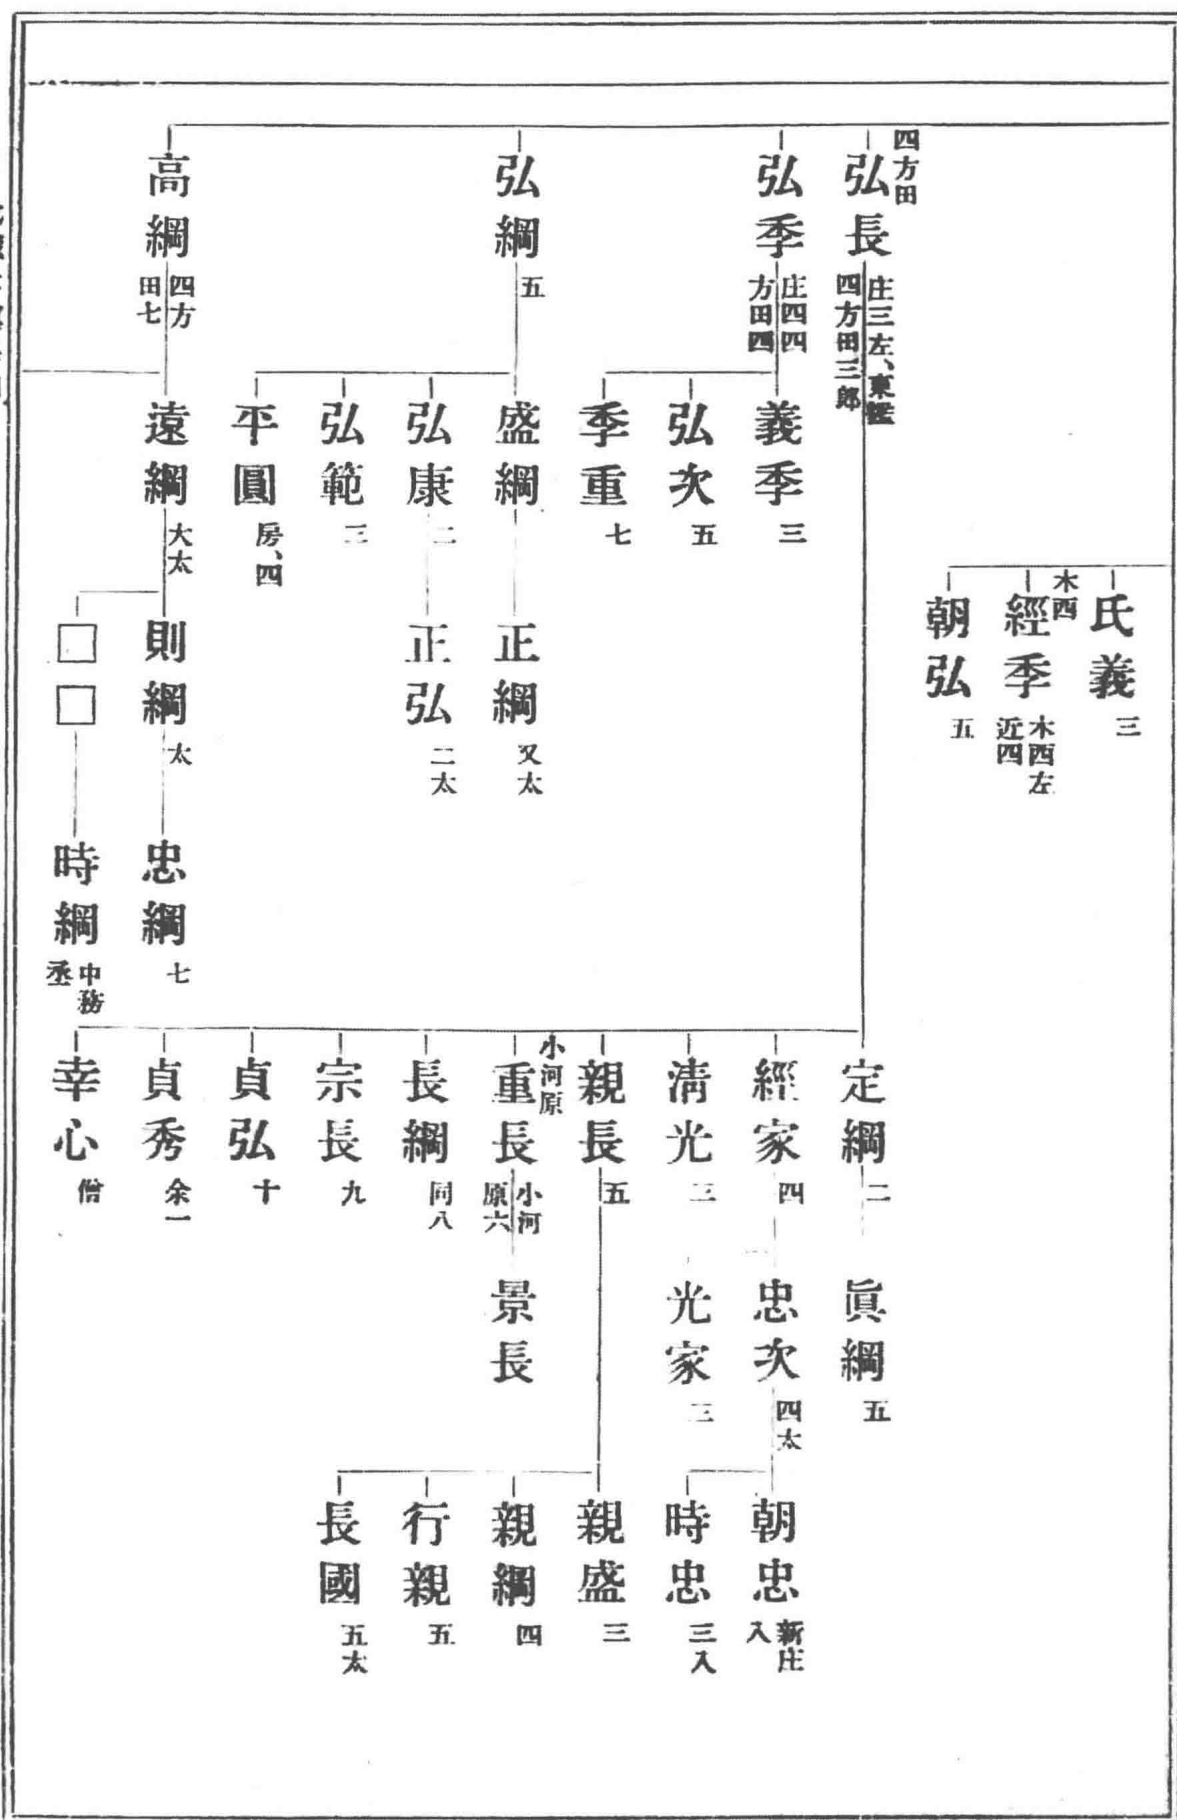 四方田
弘長
庄三左、東鑑
四方田三郎
弘季
庄四四
方田四
弘綱
五
高綱
四方
田七
義季
三
弘次
五
季重
七
盛綱
弘康
二
弘範
三
平圓
房、四
遠綱
大太
氏義
三
木西
經季
木西左
近四
朝弘
五
正綱
又太
正弘
二太
則綱
太
□□
忠綱
七
時綱
中務
丞
定綱
二
經家
四
淸光
三
親長
五
小河原
重長
小河
原六
長綱
同八
宗長
九
貞弘
十
貞秀
余一
幸心
僧
眞綱
五
忠次
四太
光家
三
景長
朝忠
新庄
入
時忠
三入
親盛
三
親綱
四
行親
五
長國
五太